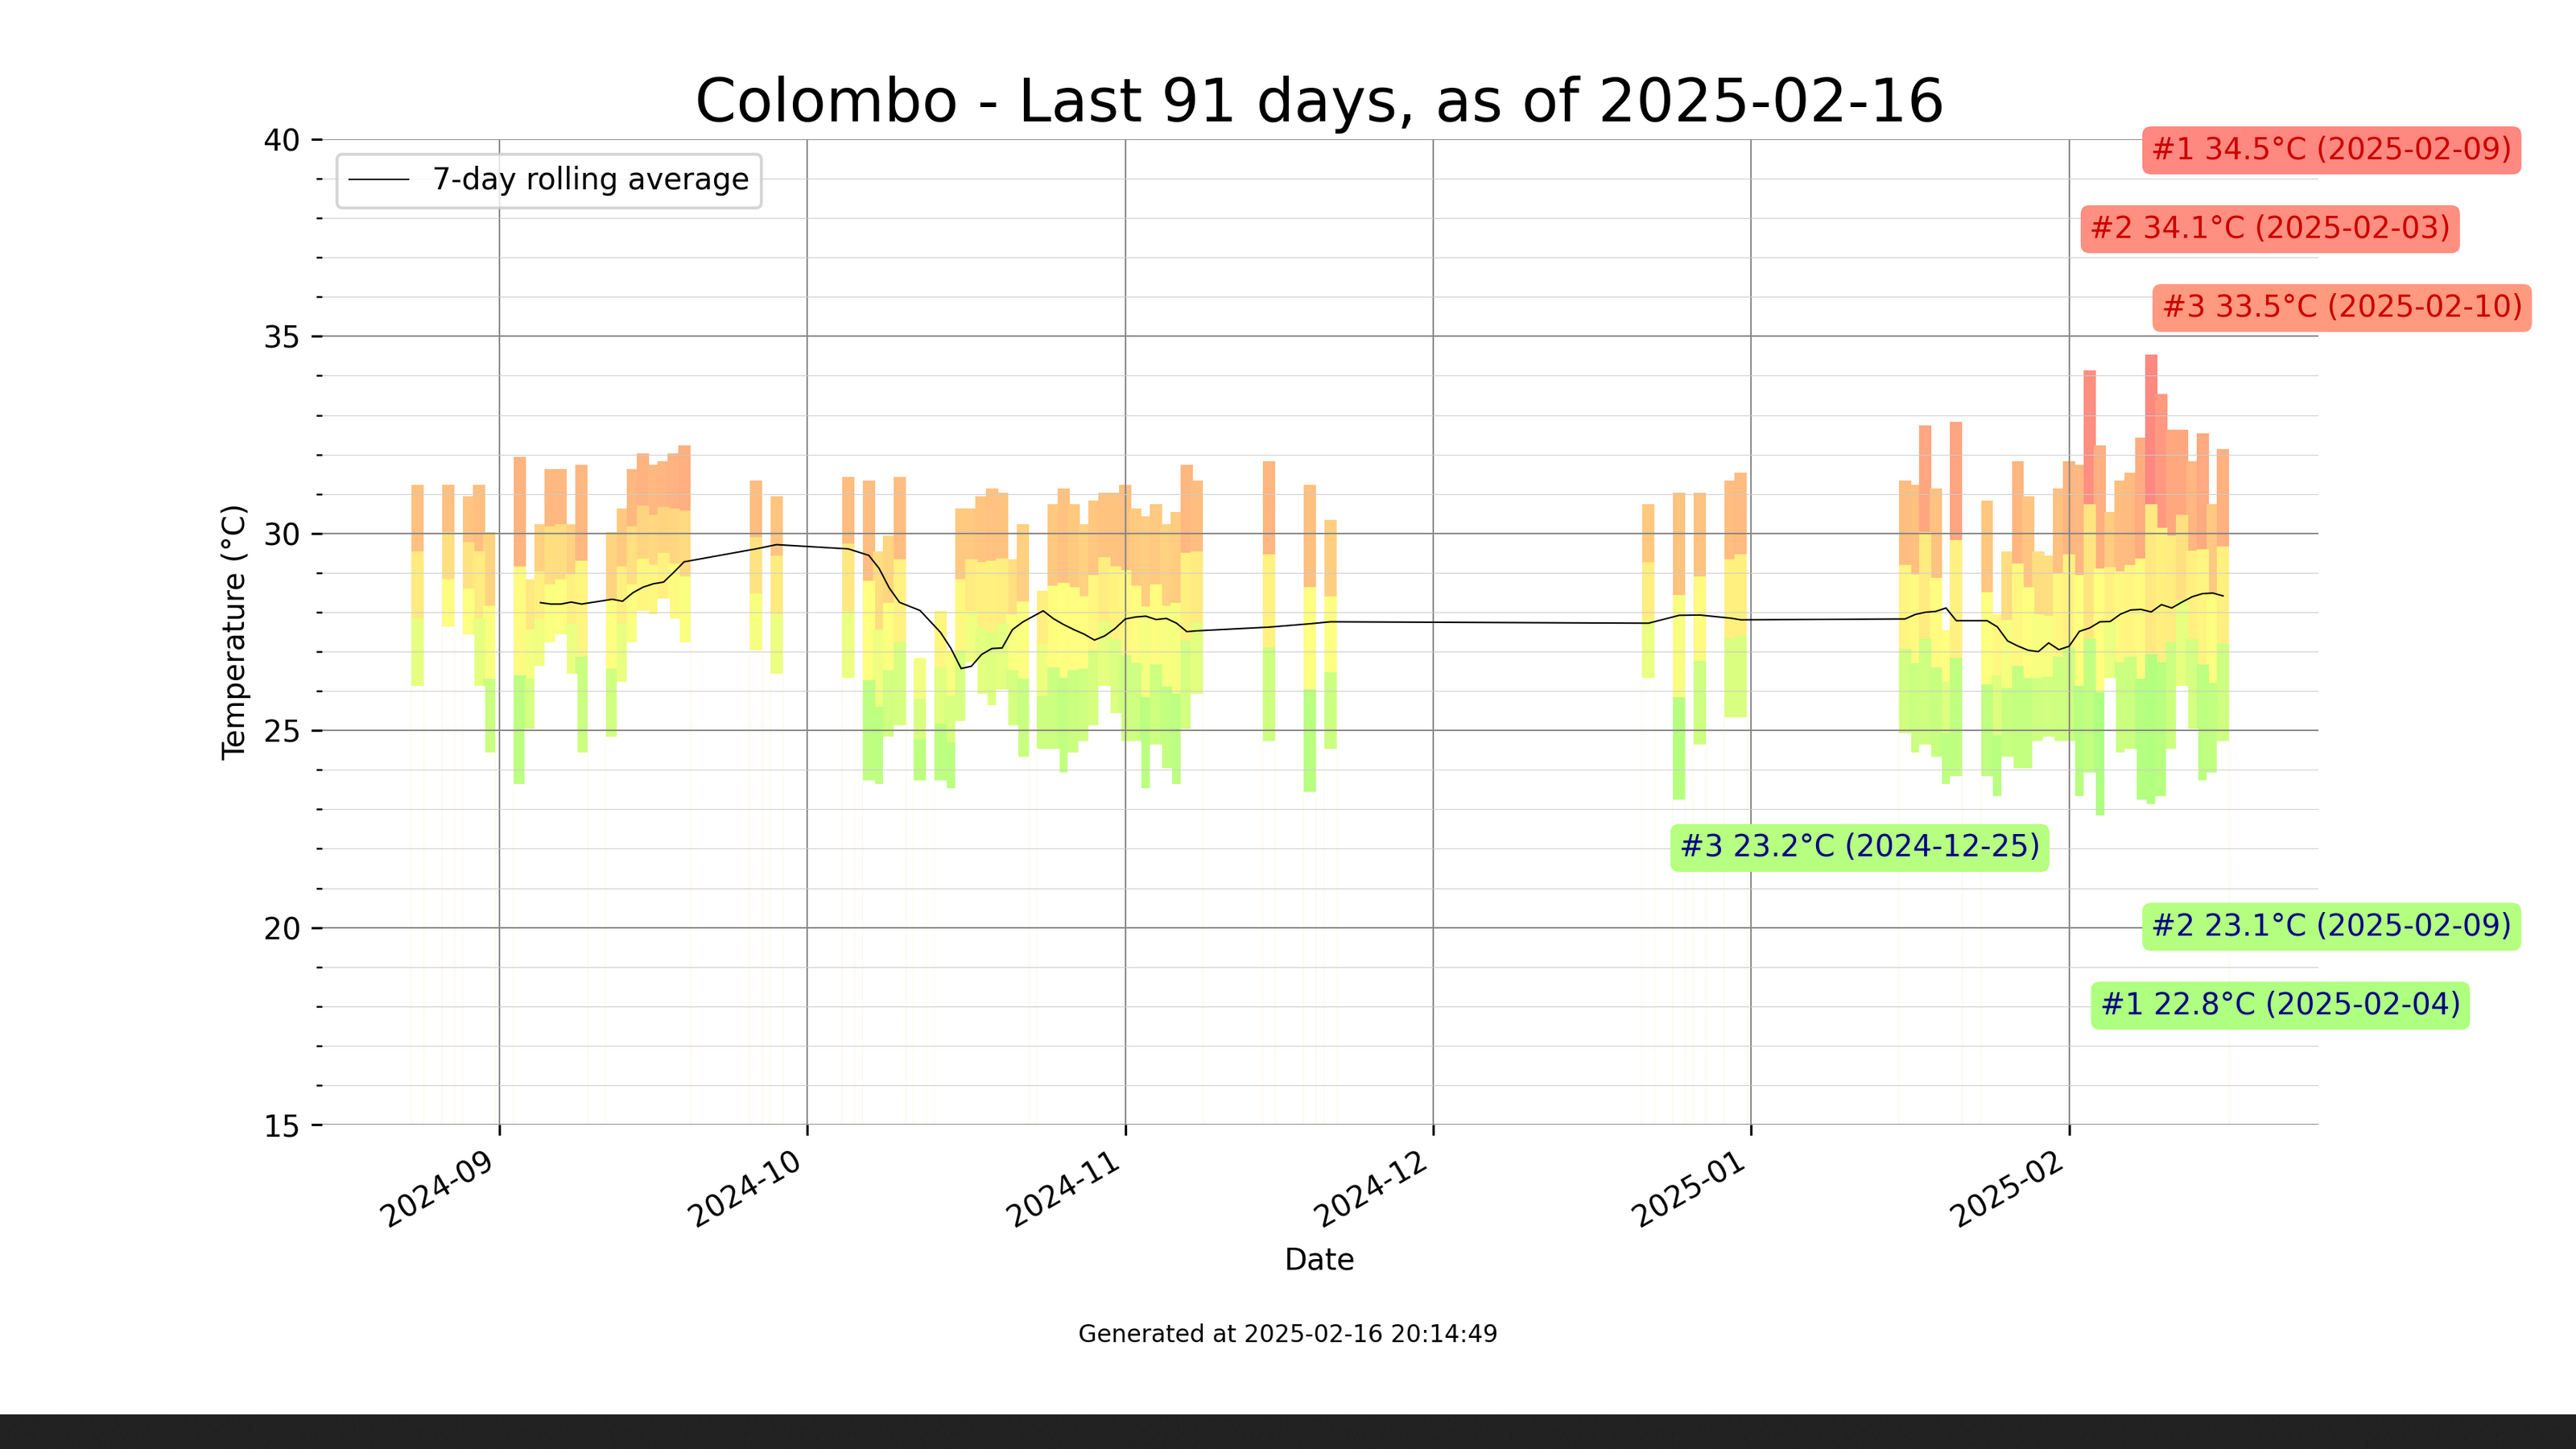 Colombo - Last 91 days, as of 2025-02-16
40
#1 34.5°C (2025-02-09)
7-day rolling average
#2 34.1°C (2025-02-03)
#3 33.5°C (2025-02-10)
35
30
Temperature (°C)
25
#3 23.2°C (2024-12-25)
20
#2 23.1°C (2025-02-09)
#1 22.8°C (2025-02-04)
15
2024-09
2024-10
2024-11
2024-12
2025-01
2025-02
Date
Generated at 2025-02-16 20:14:49